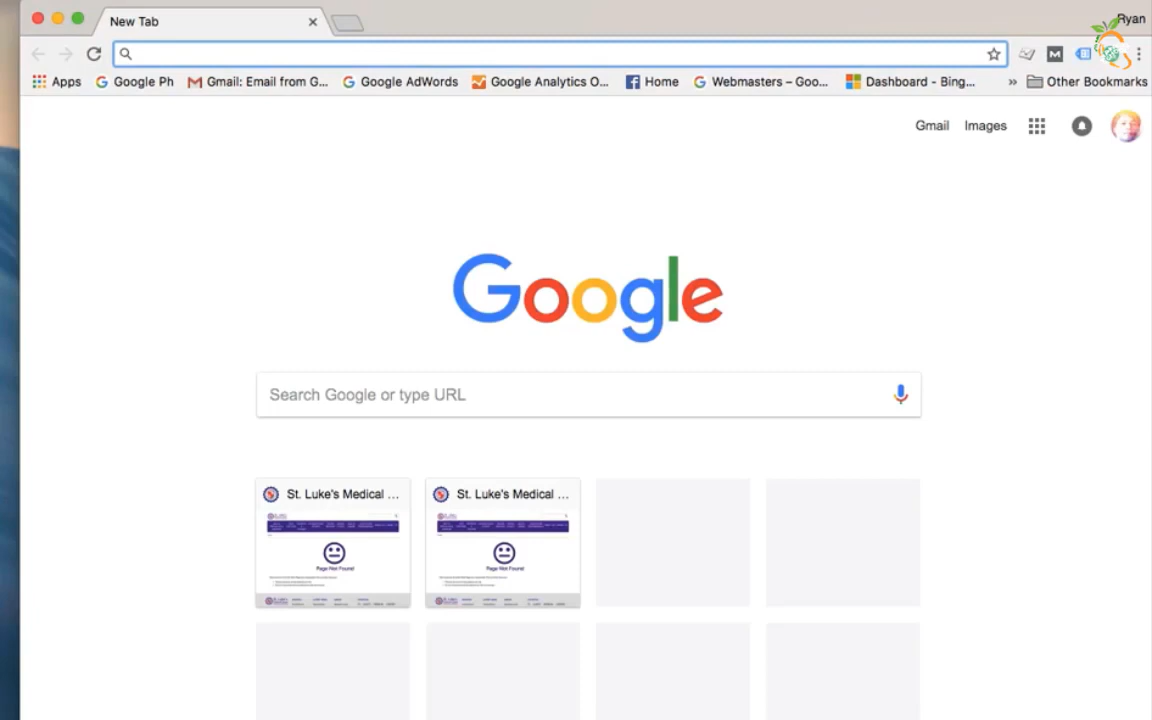 New Tab
Ryan
Apps
Google Ph
Gmail: Email from G...
Google AdWords
Google Analytics O...
Home
Webmasters – Goo...
Dashboard - Bing...
»
Other Bookmarks
Gmail
Images
Google
Search Google or type URL
St. Luke's Medical ...
St. Luke's Medical ...
Page Not Found!
Page Not Found!